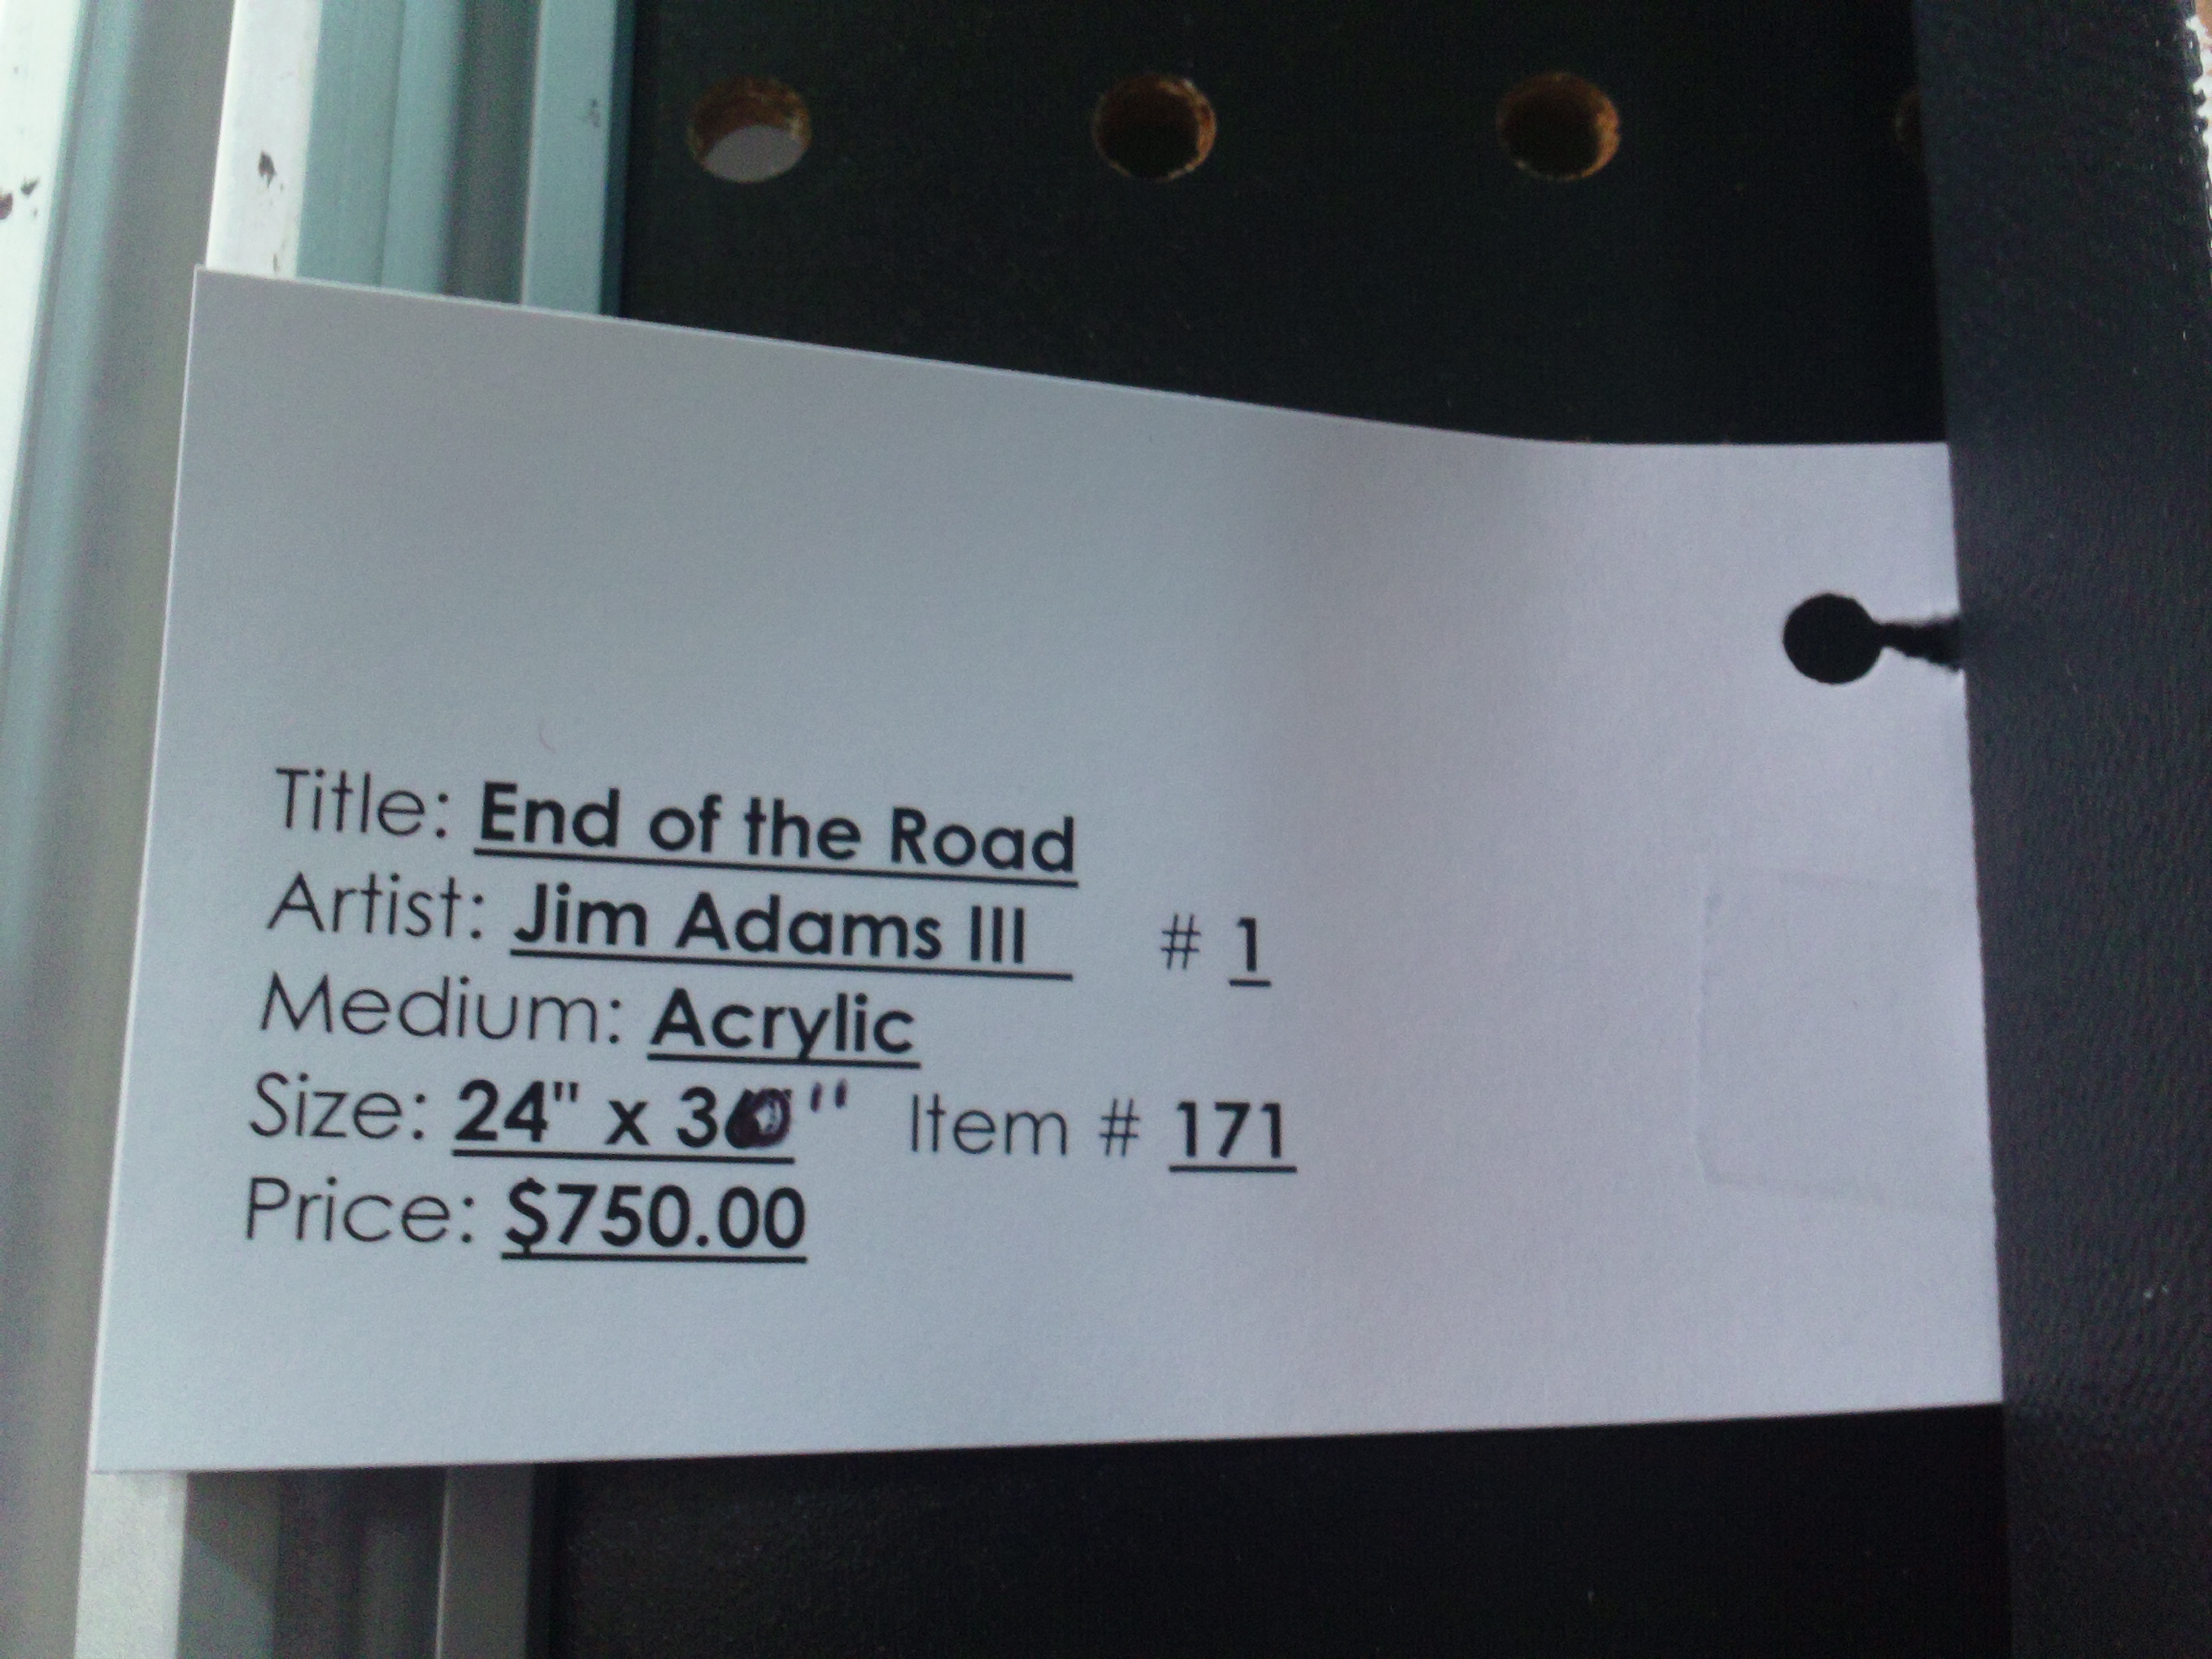 Title: End of the Road
Artist: Jim Adams III # 1
Medium: Acrylic
Size: 24" x 30" Item # 171
Price: $750.00